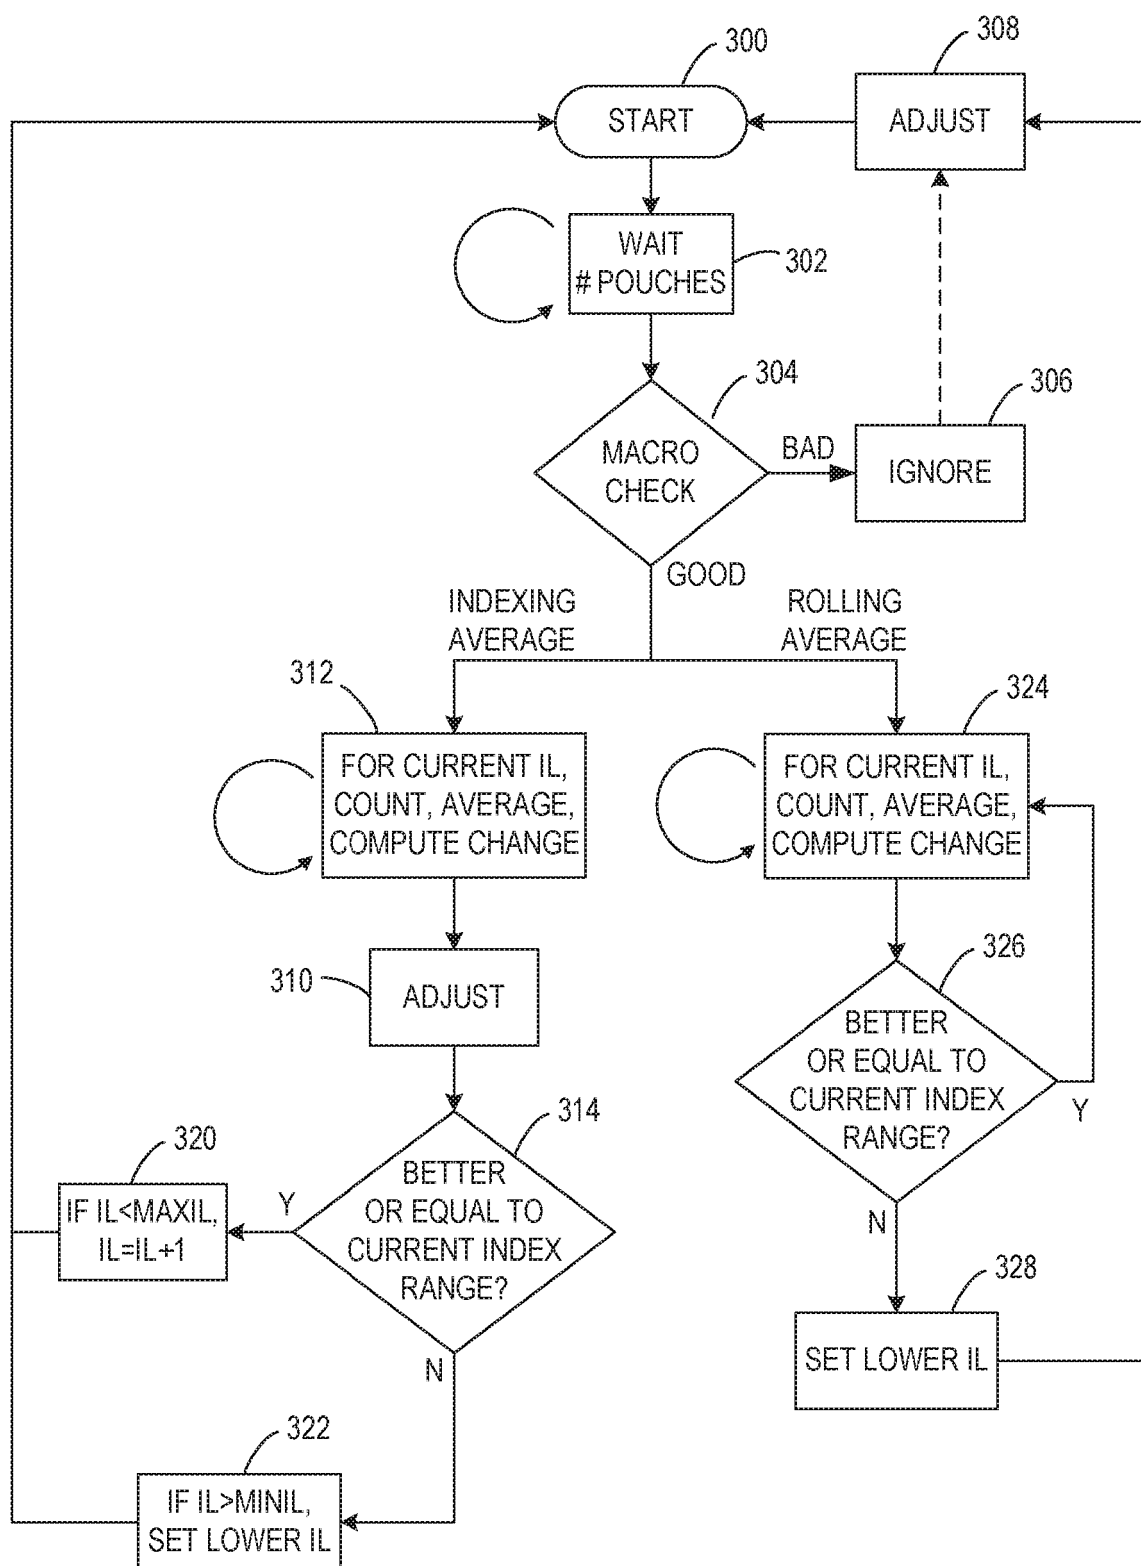 300
308
START
ADJUST
WAIT
# POUCHES
302
304
306
MACRO
CHECK
BAD
IGNORE
GOOD
INDEXING
AVERAGE
ROLLING
AVERAGE
312
324
FOR CURRENT IL,
COUNT, AVERAGE,
COMPUTE CHANGE
FOR CURRENT IL,
COUNT, AVERAGE,
COMPUTE CHANGE
310
ADJUST
326
BETTER
OR EQUAL TO
CURRENT INDEX
RANGE?
Y
N
314
320
BETTER
OR EQUAL TO
CURRENT INDEX
RANGE?
Y
IF IL<MAXIL,
IL=IL+1
N
328
SET LOWER IL
322
IF IL>MINIL,
SET LOWER IL